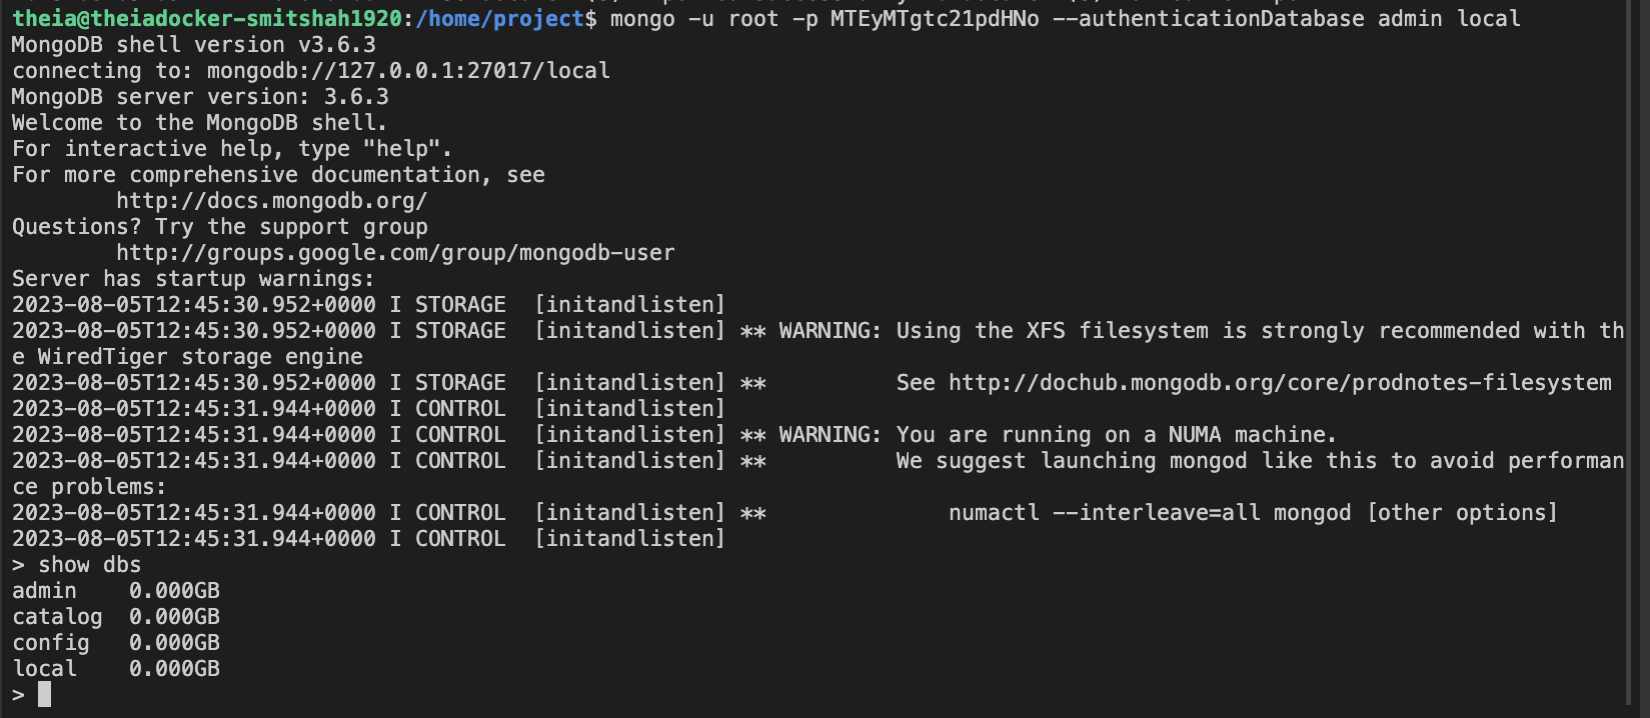 theia@theiadocker-smitshah1920:/home/project$ mongo -u root -p MTEyMTgtc21pdHNo --authenticationDatabase admin local
MongoDB shell version v3.6.3
connecting to: mongodb://127.0.0.1:27017/local
MongoDB server version: 3.6.3
Welcome to the MongoDB shell.
For interactive help, type "help".
For more comprehensive documentation, see
        http://docs.mongodb.org/
Questions? Try the support group
        http://groups.google.com/group/mongodb-user
Server has startup warnings:
2023-08-05T12:45:30.952+0000 I STORAGE  [initandlisten]
2023-08-05T12:45:30.952+0000 I STORAGE  [initandlisten] ** WARNING: Using the XFS filesystem is strongly recommended with th
e WiredTiger storage engine
2023-08-05T12:45:30.952+0000 I STORAGE  [initandlisten] **          See http://dochub.mongodb.org/core/prodnotes-filesystem
2023-08-05T12:45:31.944+0000 I CONTROL  [initandlisten]
2023-08-05T12:45:31.944+0000 I CONTROL  [initandlisten] ** WARNING: You are running on a NUMA machine.
2023-08-05T12:45:31.944+0000 I CONTROL  [initandlisten] **          We suggest launching mongod like this to avoid performan
ce problems:
2023-08-05T12:45:31.944+0000 I CONTROL  [initandlisten] **              numactl --interleave=all mongod [other options]
2023-08-05T12:45:31.944+0000 I CONTROL  [initandlisten]
> show dbs
admin    0.000GB
catalog  0.000GB
config   0.000GB
local    0.000GB
>